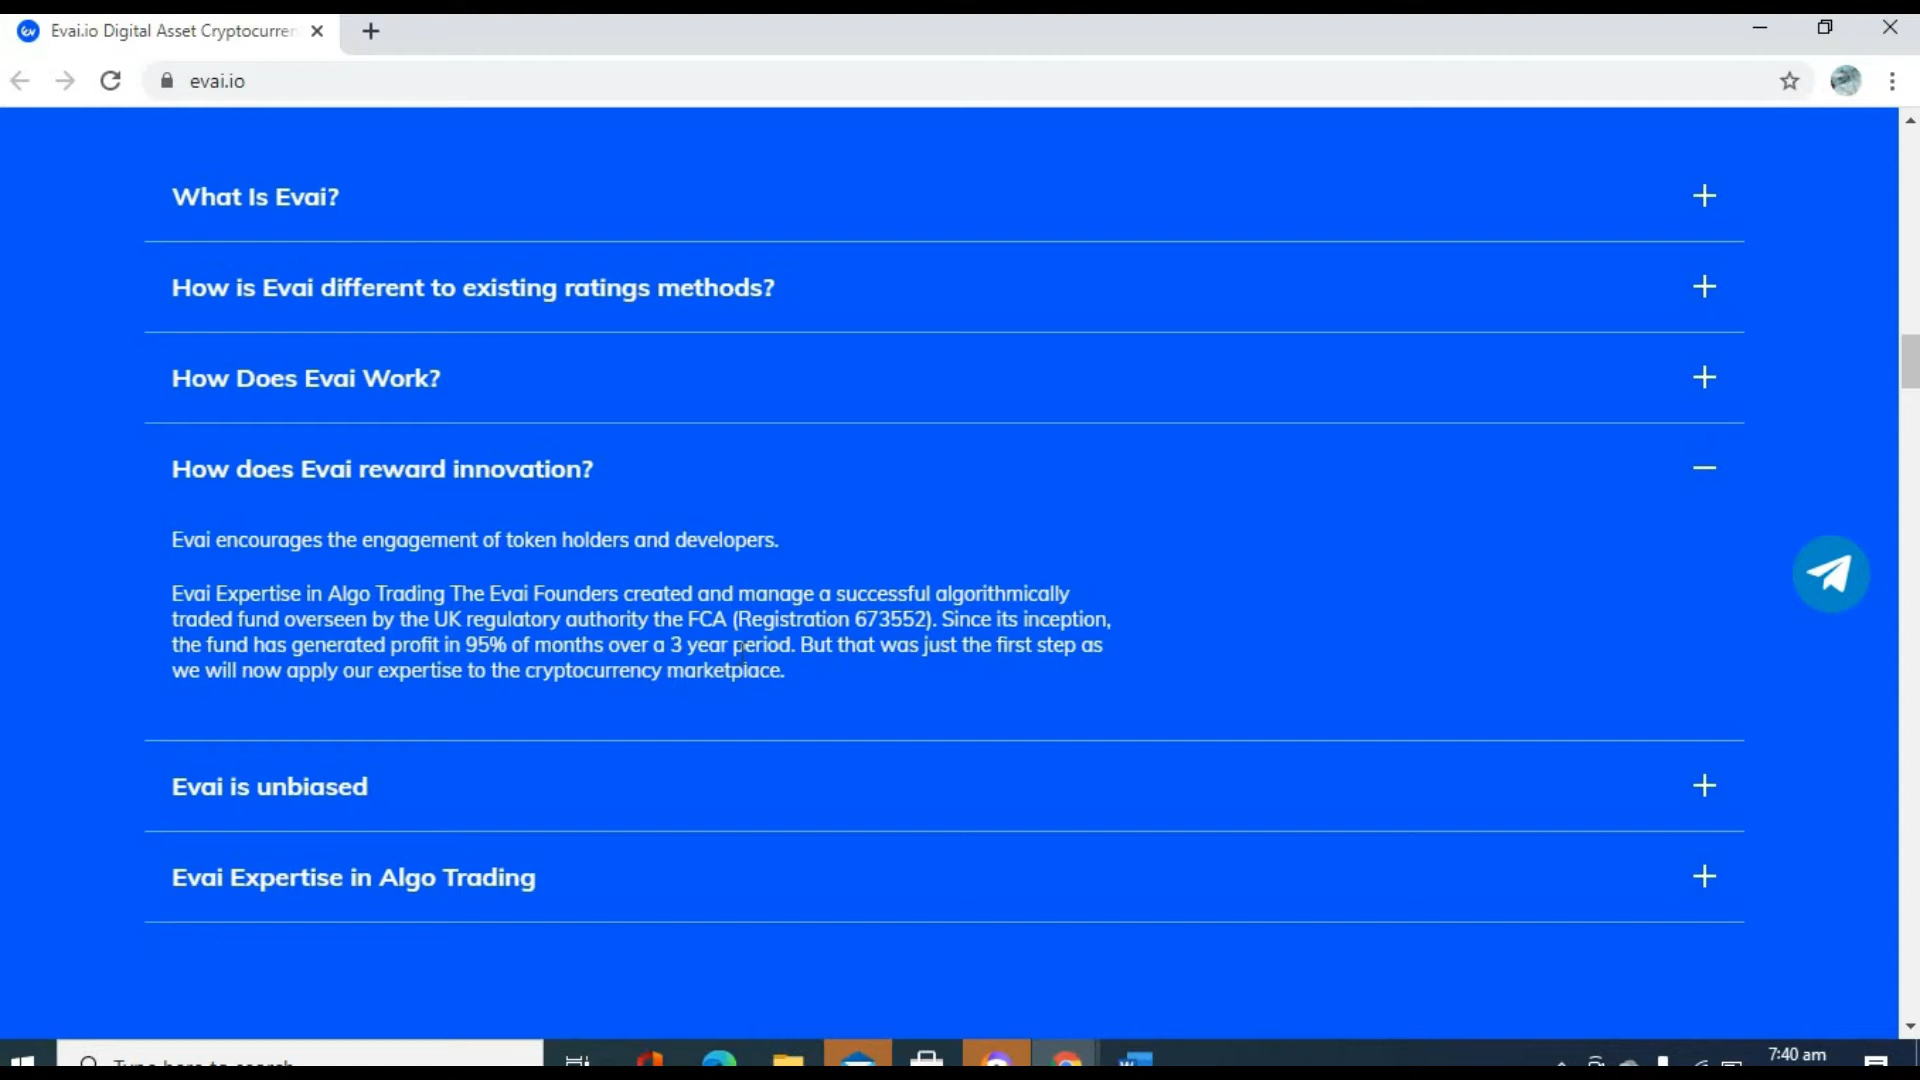 Evai.io Digital Asset Cryptocurren
evai.io
What Is Evai?
How is Evai different to existing ratings methods?
How Does Evai Work?
How does Evai reward innovation?
Evai encourages the engagement of token holders and developers.
Evai Expertise in Algo Trading The Evai Founders created and manage a successful algorithmically
traded fund overseen by the UK regulatory authority the FCA (Registration 673552). Since its inception,
the fund has generated profit in 95% of months over a 3 year period. But that was just the first step as
we will now apply our expertise to the cryptocurrency marketplace.
Evai is unbiased
Evai Expertise in Algo Trading
Type here to search
7:40 am